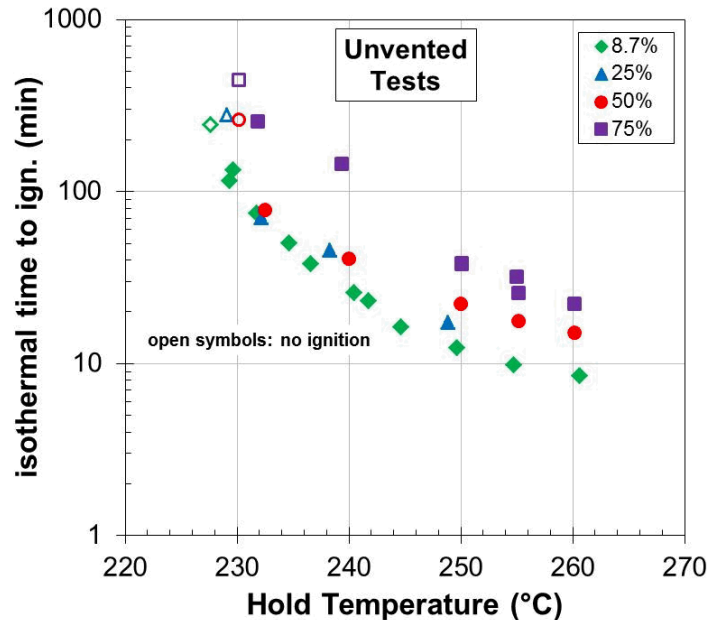 1000
100
10
1
isothermal time to ign. (min)
Unvented
Tests
8.7%
25%
50%
75%
open symbols: no ignition
220 230 240 250 260 270
Hold Temperature (°C)